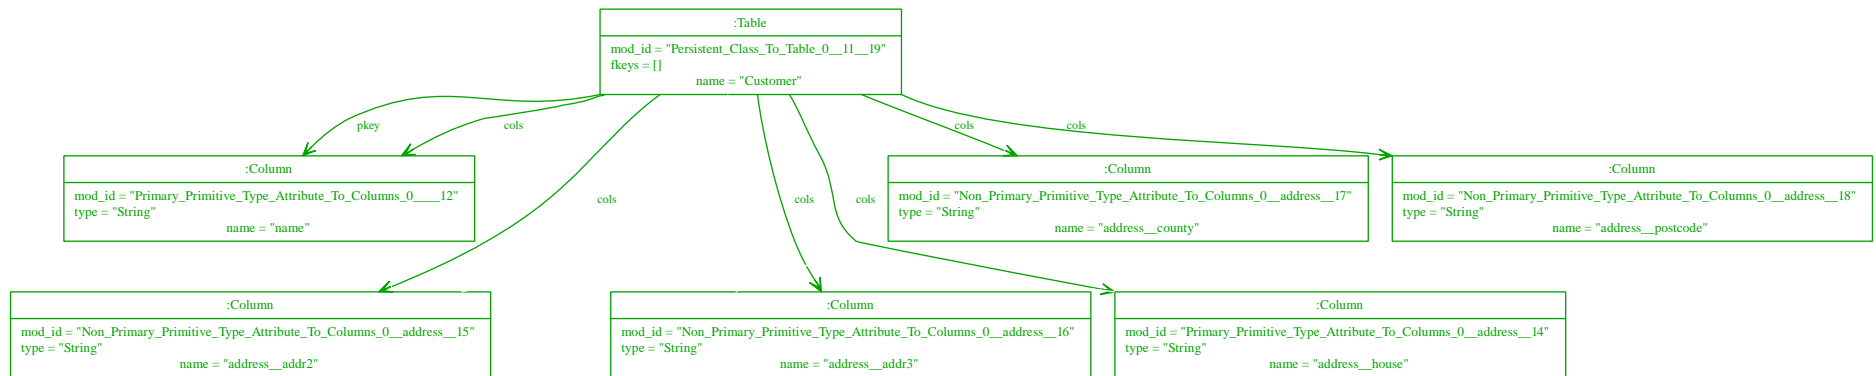 :Table
mod_id = "Persistent_Class_To_Table_0__11__19"
fkeys = []
name = "Customer"
pkey
cols
cols
cols
:Column
mod_id = "Primary_Primitive_Type_Attribute_To_Columns_0____12"
type = "String"
name = "name"
:Column
mod_id = "Non_Primary_Primitive_Type_Attribute_To_Columns_0__address__17"
type = "String"
name = "address__county"
:Column
mod_id = "Non_Primary_Primitive_Type_Attribute_To_Columns_0__address__18"
type = "String"
name = "address__postcode"
cols
cols
cols
:Column
mod_id = "Non_Primary_Primitive_Type_Attribute_To_Columns_0__address__15"
type = "String"
name = "address__addr2"
:Column
mod_id = "Non_Primary_Primitive_Type_Attribute_To_Columns_0__address__16"
type = "String"
name = "address__addr3"
:Column
mod_id = "Primary_Primitive_Type_Attribute_To_Columns_0__address__14"
type = "String"
name = "address__house"